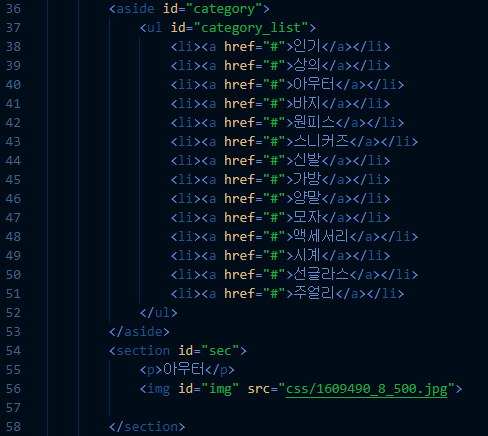 36 <aside id="category">
37 <ul id="category_list">
38 <li><a href="#">인기</a></li>
39 <li><a href="#">상의</a></li>
40 <li><a href="#">아우터</a></li>
41 <li><a href="#">바지</a></li>
42 <li><a href="#">원피스</a></li>
43 <li><a href="#">스니커즈</a></li>
44 <li><a href="#">신발</a></li>
45 <li><a href="#">가방</a></li>
46 <li><a href="#">양말</a></li>
47 <li><a href="#">모자</a></li>
48 <li><a href="#">액세서리</a></li>
49 <li><a href="#">시계</a></li>
50 <li><a href="#">선글라스</a></li>
51 <li><a href="#">주얼리</a></li>
52 </ul>
53 </aside>
54 <section id="sec">
55 <p>아우터</p>
56 <img id="img" src="css/1609490_8_500.jpg">
57
58 </section>